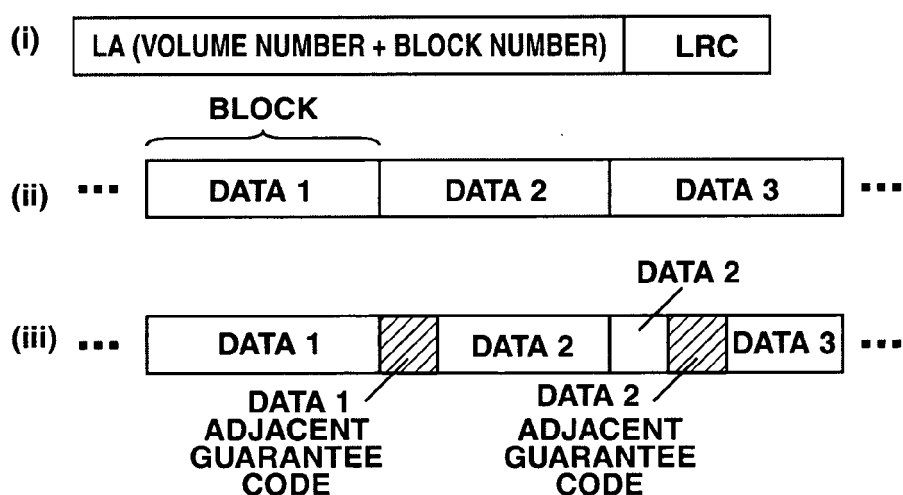 (i) LA (VOLUME NUMBER + BLOCK NUMBER) LRC
BLOCK
(ii) ... DATA 1 DATA 2 DATA 3 ...
DATA 2
(iii) ... DATA 1 DATA 2 DATA 3 ...
DATA 1 ADJACENT GUARANTEE CODE
DATA 2 ADJACENT GUARANTEE CODE